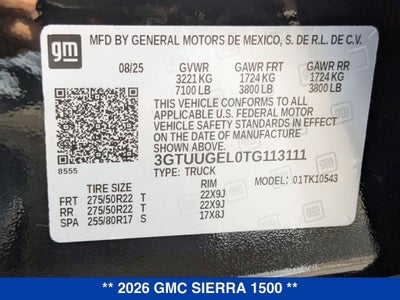 gm
MFD BY GENERAL MOTORS DE MEXICO, S. DE R.L. DE C.V.
08/25 GVWR GAWR FRT GAWR RR
3221 KG 1724 KG 1724 KG
7100 LB 3800 LB 3800 LB
THIS VEHICLE CONFORMS TO ALL
APPLICABLE U.S. FEDERAL MOTOR
VEHICLE SAFETY STANDARDS IN
EFFECT ON THE DATE OF
MANUFACTURE SHOWN ABOVE.
3GTUUGEL0TG113111
8555 TYPE: TRUCK
TIRE SIZE RIM MODEL: 01TK10543
FRT 275/50R22 T 22X9J
RR 275/50R22 T 22X9J
SPA 255/80R17 S 17X8J
** 2026 GMC SIERRA 1500 **